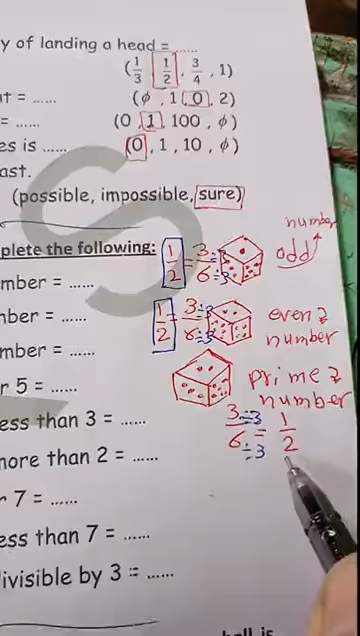 y of landing a head = ......
(1/3 , 1/2 , 3/4 , 1)
at = ...... (ϕ , 1 , 0 , 2)
= ...... (0 , 1 , 100 , ϕ)
es is ...... (0 , 1 , 10 , ϕ)
ast.
(possible, impossible, sure)
number
plete the following:
1/2 = 3÷3/6÷3 odd
mber = ......
1/2 = 3÷3/6÷3 even
nber = ......
number
mber = ......
prime
r 5 = ......
number
3÷3/6÷3 = 1/2
ess than 3 = ......
more than 2 = ......
r 7 = ......
ess than 7 = ......
ivisible by 3 = ......